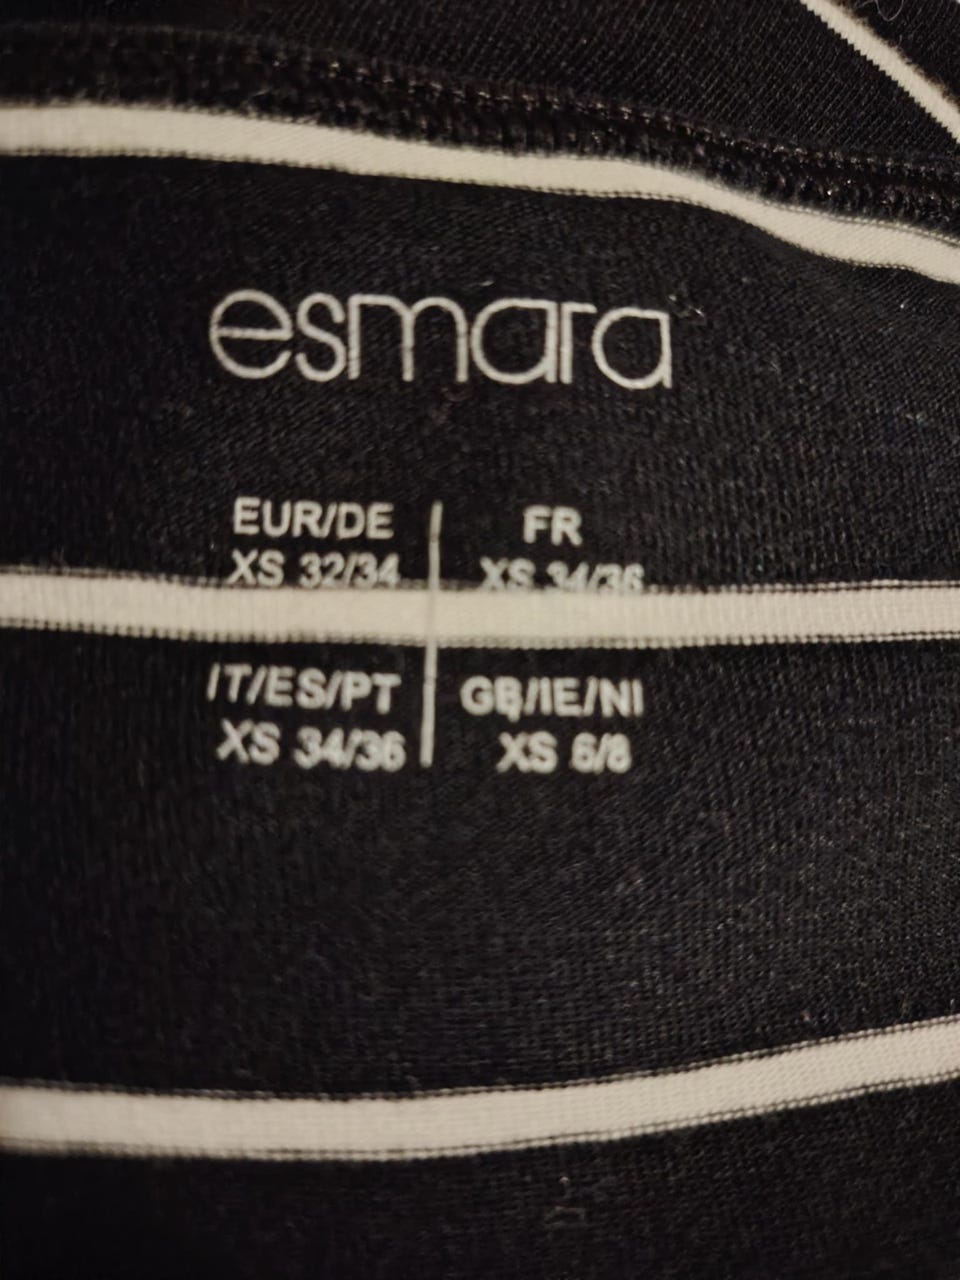 esmara
EUR/DE
XS 32/34
FR
XS 34/36
IT/ES/PT
XS 34/36
GB/IE/NI
XS 6/8